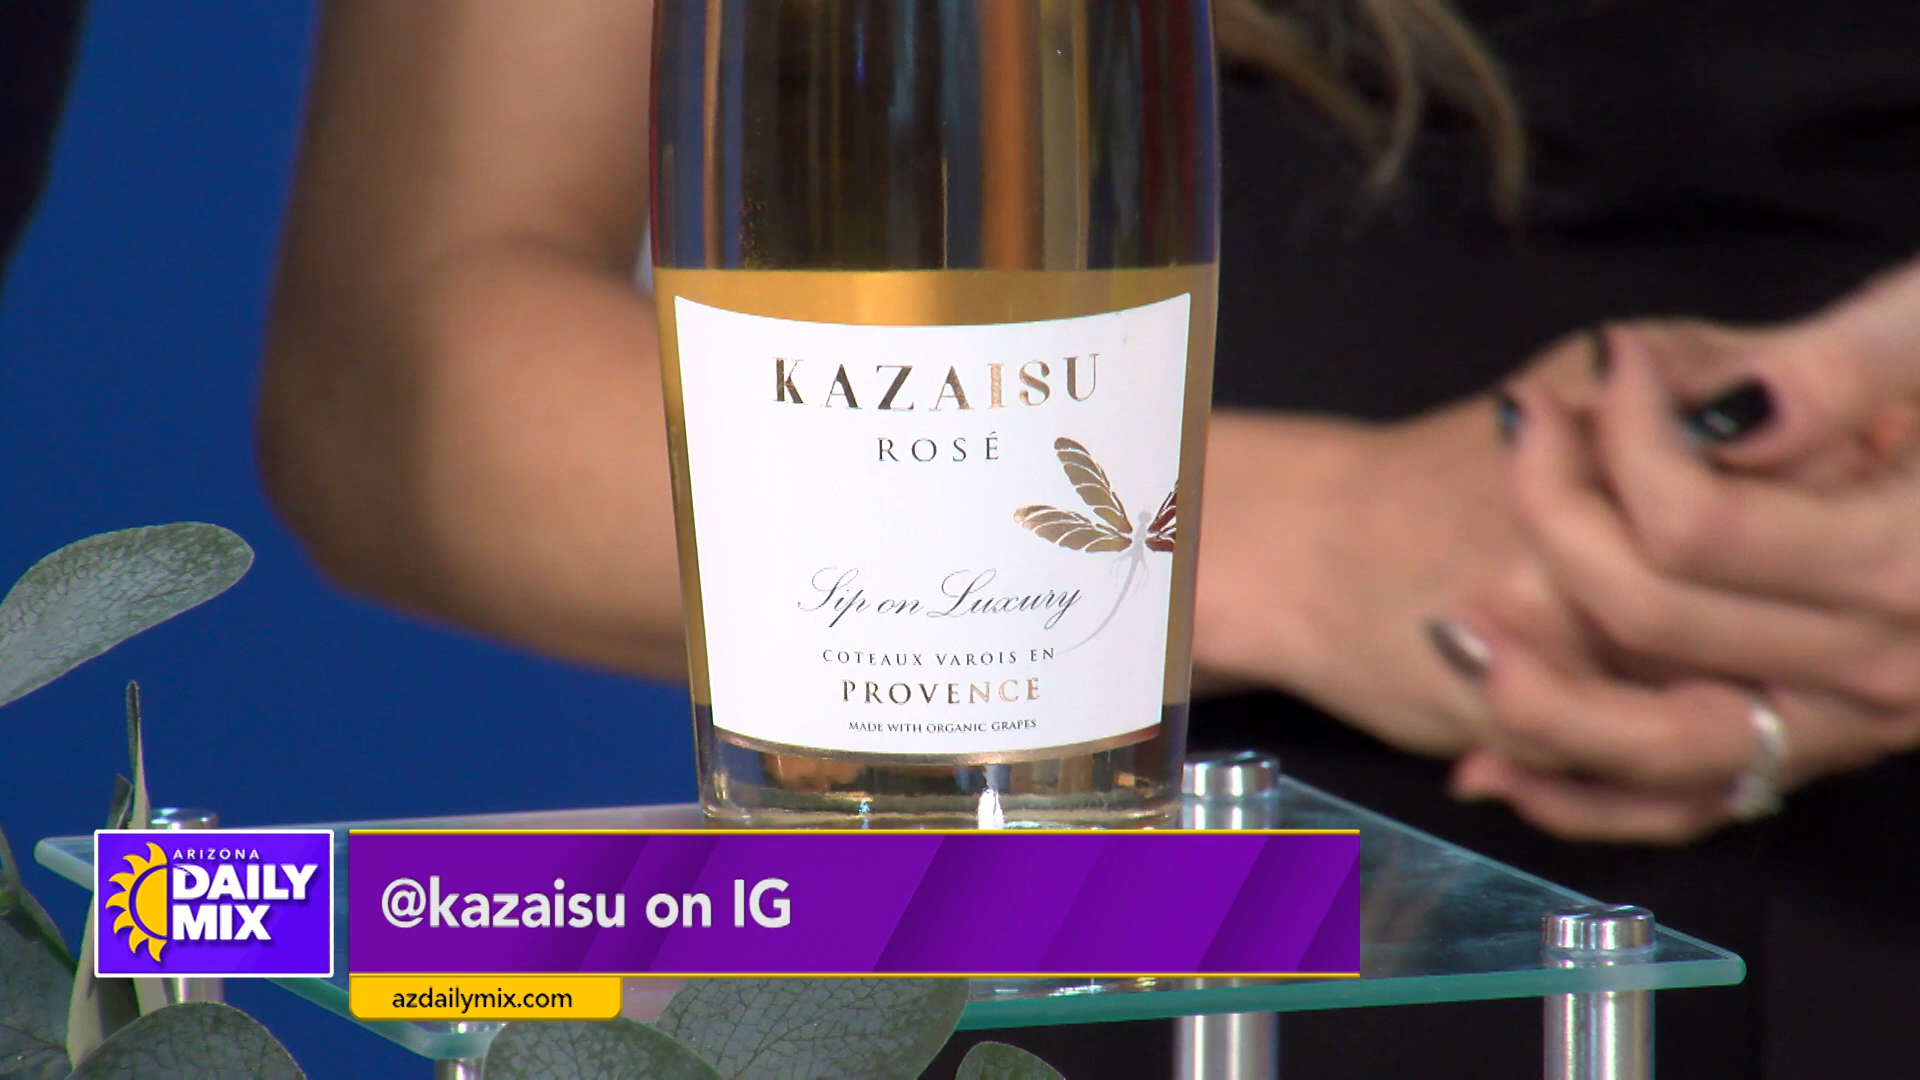 KAZAISU
ROSÉ
Sip on Luxury
COTEAUX VAROIS EN
PROVENCE
MADE WITH ORGANIC GRAPES
ARIZONA
DAILY
MIX
@kazaisu on IG
azdailymix.com